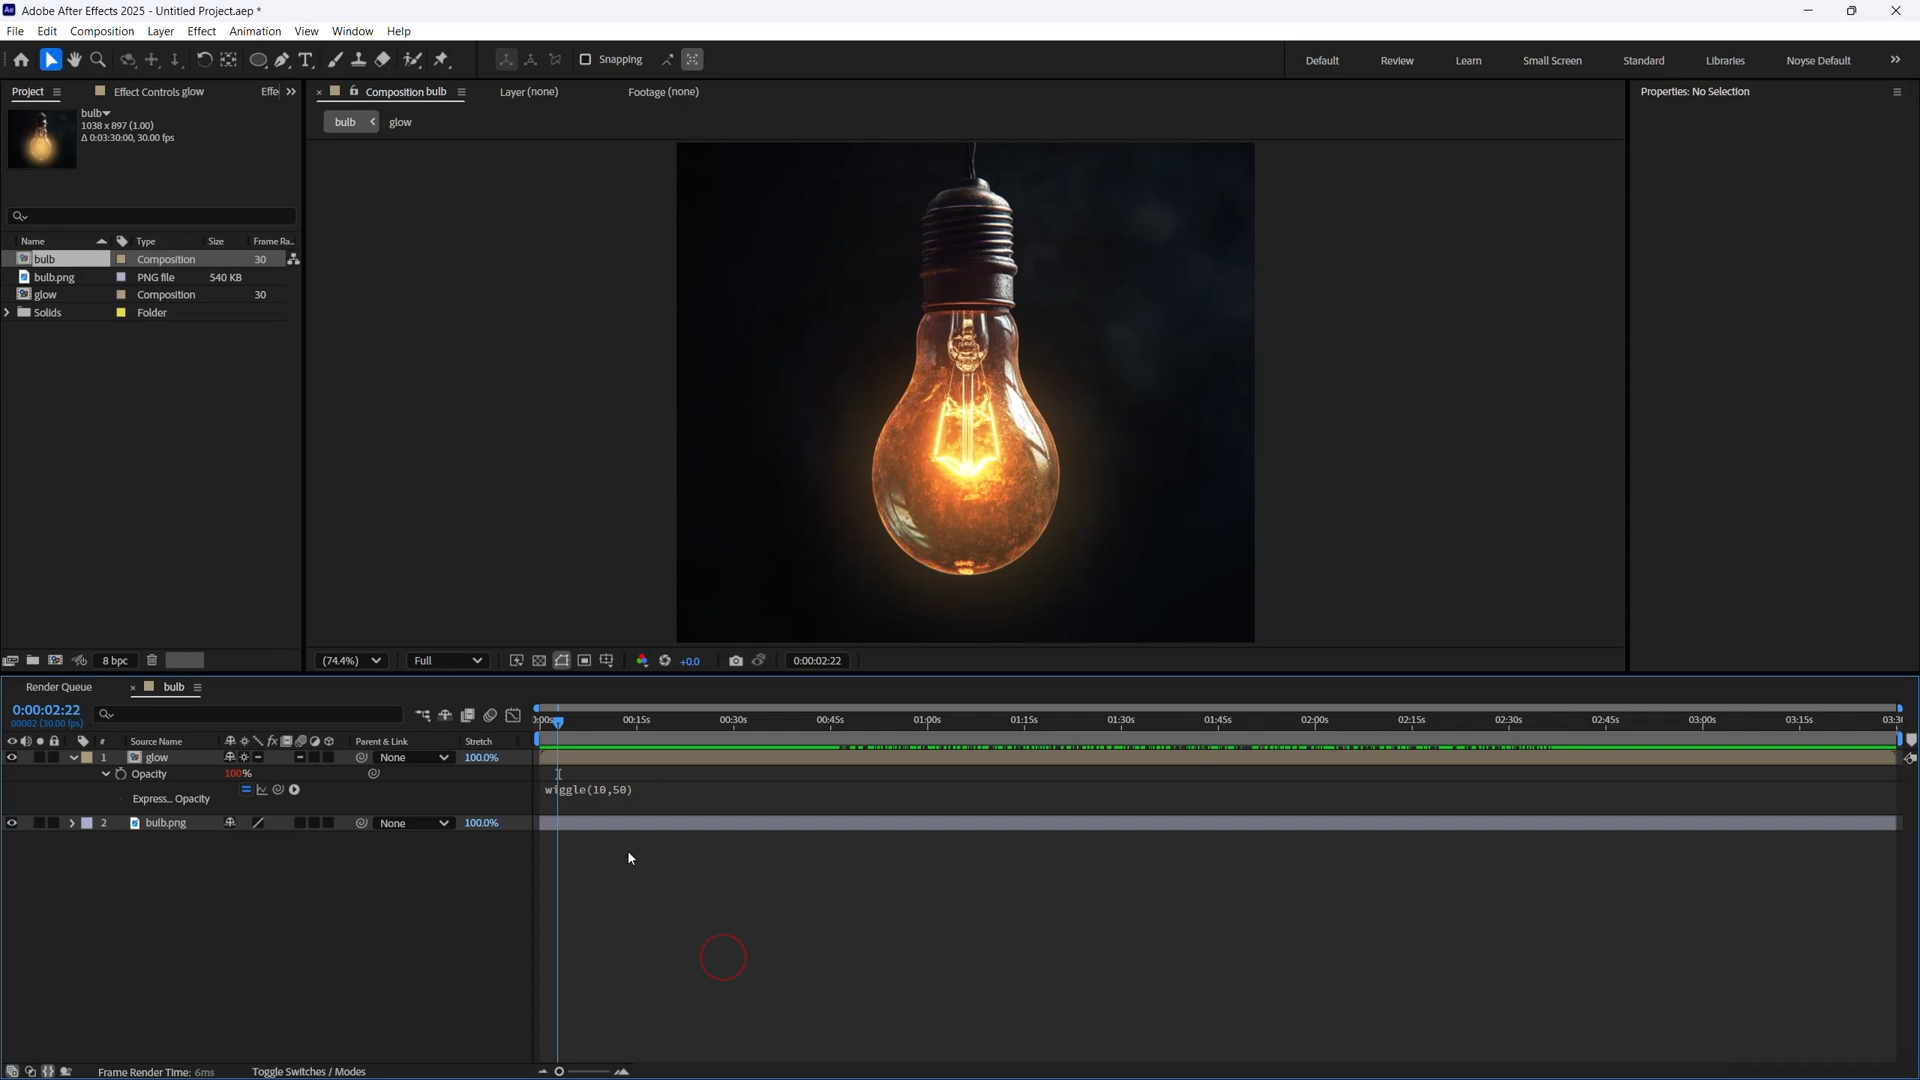 Adobe After Effects 2025 - Untitled Project.aep *
File Edit Composition Layer Effect Animation View Window Help
Snapping
Default Review Learn Small Screen Standard Libraries Noyse Default
Project Effect Controls glow Effe
Composition bulb Layer (none) Footage (none)
Properties: No Selection
bulb
1038 x 897 (1.00)
Δ 0:03:30:00, 30.00 fps
bulb glow
Name Type Size Frame Ra...
bulb Composition 30
bulb.png PNG file 540 KB
glow Composition 30
Solids Folder
8 bpc
(74.4%) Full +0.0 0:00:02:22
Render Queue bulb
0:00:02:22
00082 (30.00 fps)
):00s 00:15s 00:30s 00:45s 01:00s 01:15s 01:30s 01:45s 02:00s 02:15s 02:30s 02:45s 03:00s 03:15s 03:30
# Source Name fx Parent & Link Stretch
1 glow None 100.0%
Opacity 100%
Express... Opacity wiggle(10,50)
2 bulb.png None 100.0%
Frame Render Time: 6ms Toggle Switches / Modes